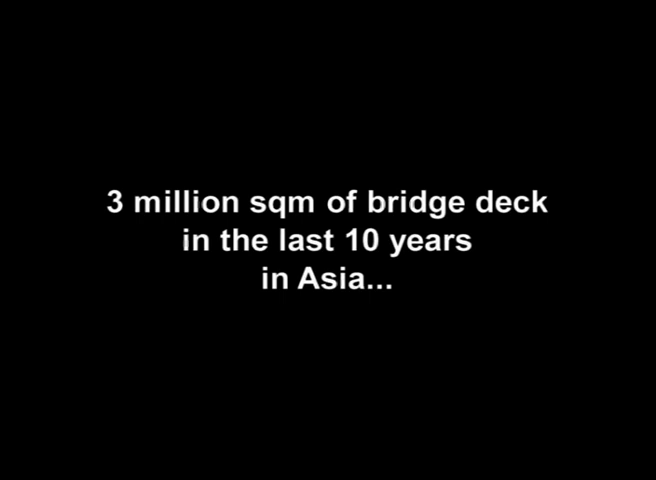 3 million sqm of bridge deck
in the last 10 years
in Asia...